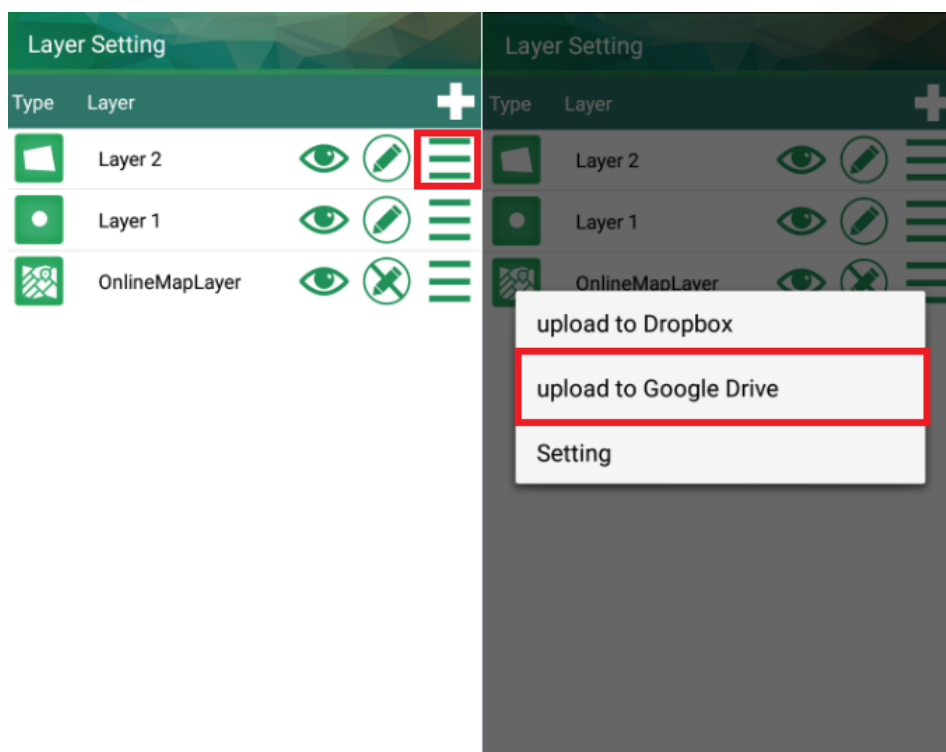 Layer Setting
Type Layer
Layer 2
Layer 1
OnlineMapLayer
Layer Setting
Type Layer
Layer 2
Layer 1
OnlineMapLayer
upload to Dropbox
upload to Google Drive
Setting